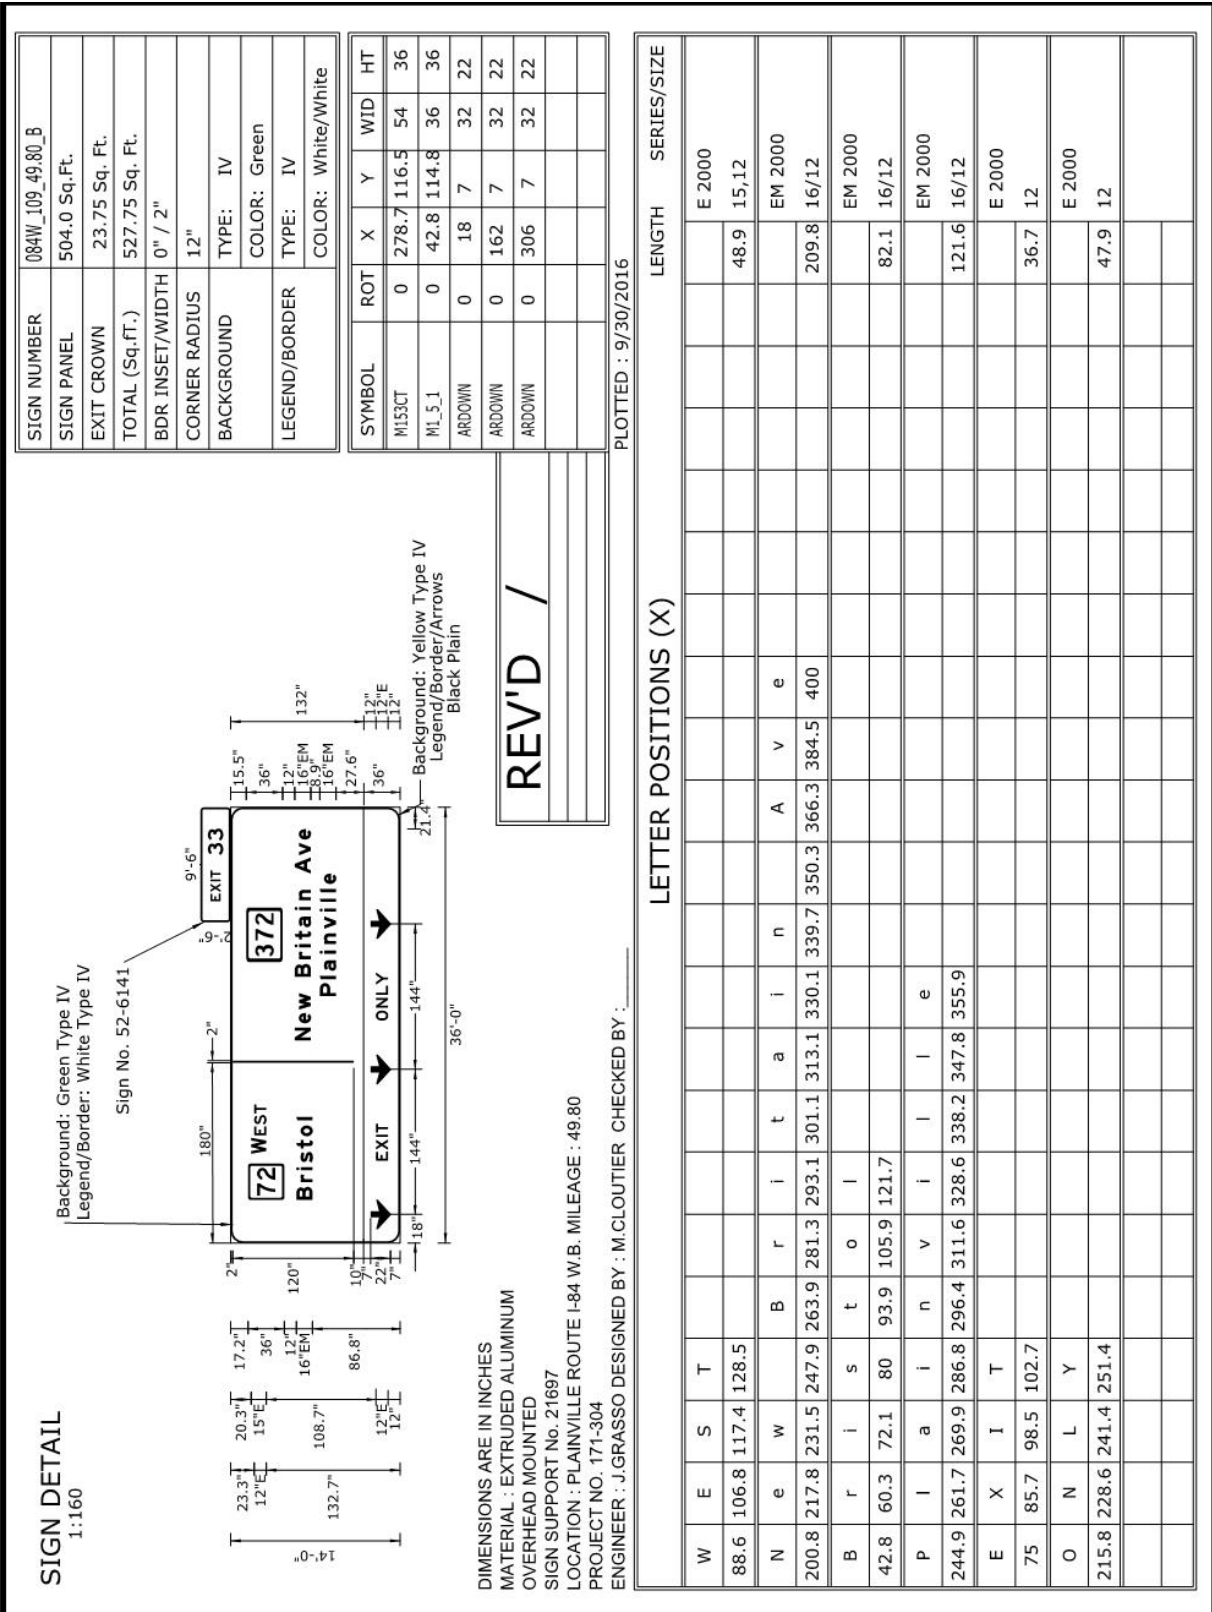 SIGN DETAIL
1:160
Background: Green Type IV
Legend/Border: White Type IV
Sign No. 52-6141
9'-6"
2'-6"
EXIT 33
180"
2"
72 WEST
Bristol
372
New Britain Ave
Plainville
EXIT ONLY
18"
144"
144"
21.4"
36'-0"
14'-0"
23.3"
12"E
132.7"
20.3"
15"E
108.7"
12"E
12"
17.2"
36"
12"
16"EM
86.8"
2"
120"
10"
7"
22"
7"
15.5"
36"
12"
16"EM
8.9"
16"EM
27.6"
36"
132"
12"
12"E
12"
Background: Yellow Type IV
Legend/Border/Arrows
Black Plain
DIMENSIONS ARE IN INCHES
MATERIAL : EXTRUDED ALUMINUM
OVERHEAD MOUNTED
SIGN SUPPORT No. 21697
LOCATION : PLAINVILLE ROUTE I-84 W.B. MILEAGE : 49.80
PROJECT NO. 171-304
ENGINEER : J.GRASSO DESIGNED BY : M.CLOUTIER CHECKED BY :
REV'D /
SIGN NUMBER 084W_109_49.80_B
SIGN PANEL 504.0 Sq.Ft.
EXIT CROWN 23.75 Sq. Ft.
TOTAL (Sq.fT.) 527.75 Sq. Ft.
BDR INSET/WIDTH 0" / 2"
CORNER RADIUS 12"
BACKGROUND TYPE: IV
COLOR: Green
LEGEND/BORDER TYPE: IV
COLOR: White/White
SYMBOL ROT X Y WID HT
M153CT 0 278.7 116.5 54 36
M1_5_1 0 42.8 114.8 36 36
ARDOWN 0 18 7 32 22
ARDOWN 0 162 7 32 22
ARDOWN 0 306 7 32 22
PLOTTED : 9/30/2016
LETTER POSITIONS (X) LENGTH SERIES/SIZE
W E S T E 2000
88.6 106.8 117.4 128.5 48.9 15,12
N e w B r i t a i n A v e EM 2000
200.8 217.8 231.5 247.9 263.9 281.3 293.1 301.1 313.1 330.1 339.7 350.3 366.3 384.5 400 209.8 16/12
B r i s t o l EM 2000
42.8 60.3 72.1 80 93.9 105.9 121.7 82.1 16/12
P l a i n v i l l e EM 2000
244.9 261.7 269.9 286.8 296.4 311.6 328.6 338.2 347.8 355.9 121.6 16/12
E X I T E 2000
75 85.7 98.5 102.7 36.7 12
O N L Y E 2000
215.8 228.6 241.4 251.4 47.9 12